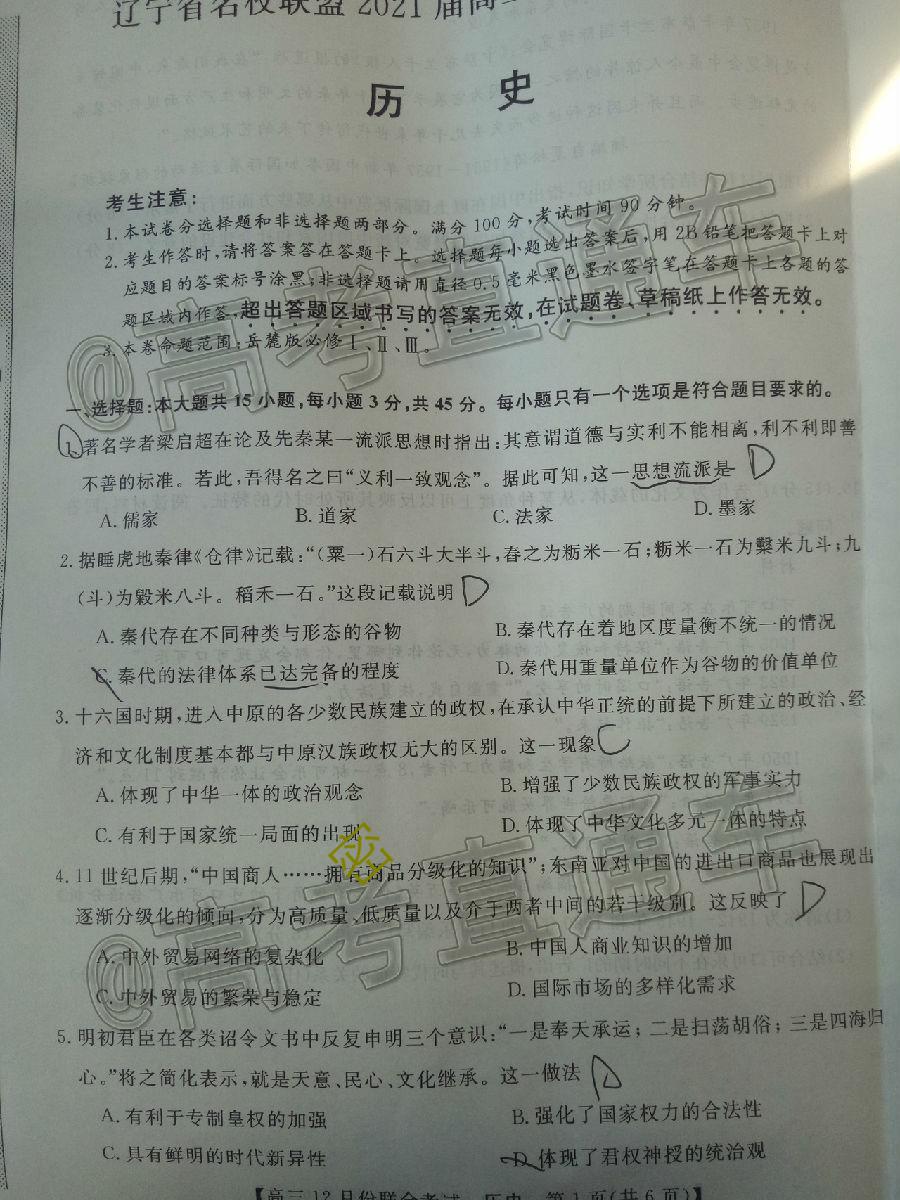 辽宁省名校联盟2021届高三
历 史
考生注意:
1. 本试卷分选择题和非选择题两部分。满分100分,考试时间90分钟。
2. 考生作答时,请将答案答在答题卡上。选择题每小题选出答案后,用2B铅笔把答题卡上对
应题目的答案标号涂黑;非选择题请用直径0.5毫米黑色墨水签字笔在答题卡上各题的答
题区域内作答,超出答题区域书写的答案无效,在试题卷、草稿纸上作答无效。
3. 本卷命题范围:岳麓版必修Ⅰ、Ⅱ、Ⅲ。
一、选择题:本大题共15小题,每小题3分,共45分。每小题只有一个选项是符合题目要求的。
1. 著名学者梁启超在论及先秦某一流派思想时指出:其意谓道德与实利不能相离,利不利即善
不善的标准。若此,吾得名之曰“义利一致观念”。据此可知,这一思想流派是 D
A. 儒家 B. 道家 C. 法家 D. 墨家
2. 据睡虎地秦律《仓律》记载:“(粟一)石六斗大半斗,舂之为粝米一石;粝米一石为糳米九斗;九
(斗)为毇米八斗。稻禾一石。”这段记载说明 D
A. 秦代存在不同种类与形态的谷物 B. 秦代存在着地区度量衡不统一的情况
C. 秦代的法律体系已达完备的程度 D. 秦代用重量单位作为谷物的价值单位
3. 十六国时期,进入中原的各少数民族建立的政权,在承认中华正统的前提下所建立的政治、经
济和文化制度基本都与中原汉族政权无大的区别。这一现象 C
A. 体现了中华一体的政治观念 B. 增强了少数民族政权的军事实力
C. 有利于国家统一局面的出现 D. 体现了中华文化多元一体的特点
4. 11世纪后期,“中国商人……拥有商品分级化的知识”;东南亚对中国的进出口商品也展现出
逐渐分级化的倾向,分为高质量、低质量以及介于两者中间的若干级别。这反映了 D
A. 中外贸易网络的复杂化 B. 中国人商业知识的增加
C. 中外贸易的繁荣与稳定 D. 国际市场的多样化需求
5. 明初君臣在各类诏令文书中反复申明三个意识:“一是奉天承运;二是扫荡胡俗;三是四海归
心。”将之简化表示,就是天意、民心、文化继承。这一做法 D
A. 有利于专制皇权的加强 B. 强化了国家权力的合法性
C. 具有鲜明的时代新异性 D. 体现了君权神授的统治观
【高三12月份联合考试 历史 第1页(共6页)】
@高考直通车
@高考直通车
密